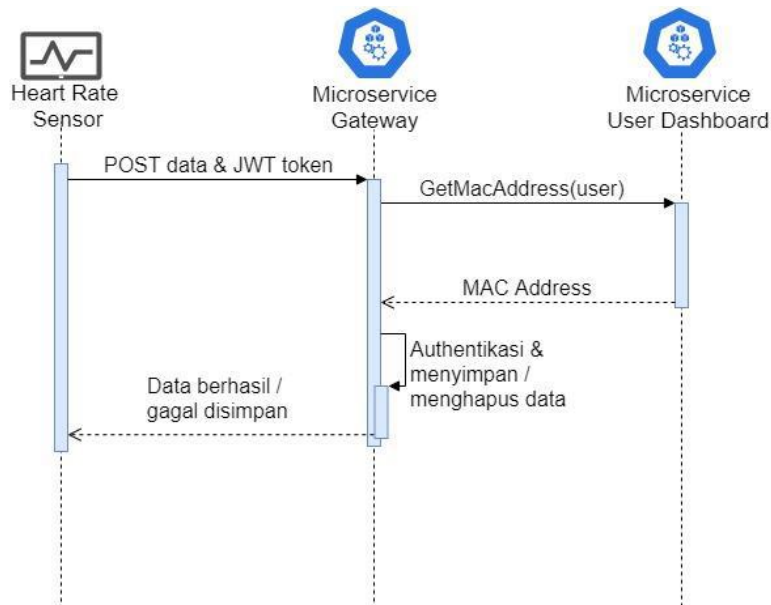 Heart Rate
Sensor
Microservice
Gateway
Microservice
User Dashboard
POST data & JWT token
GetMacAddress(user)
MAC Address
Authentikasi &
menyimpan /
menghapus data
Data berhasil /
gagal disimpan